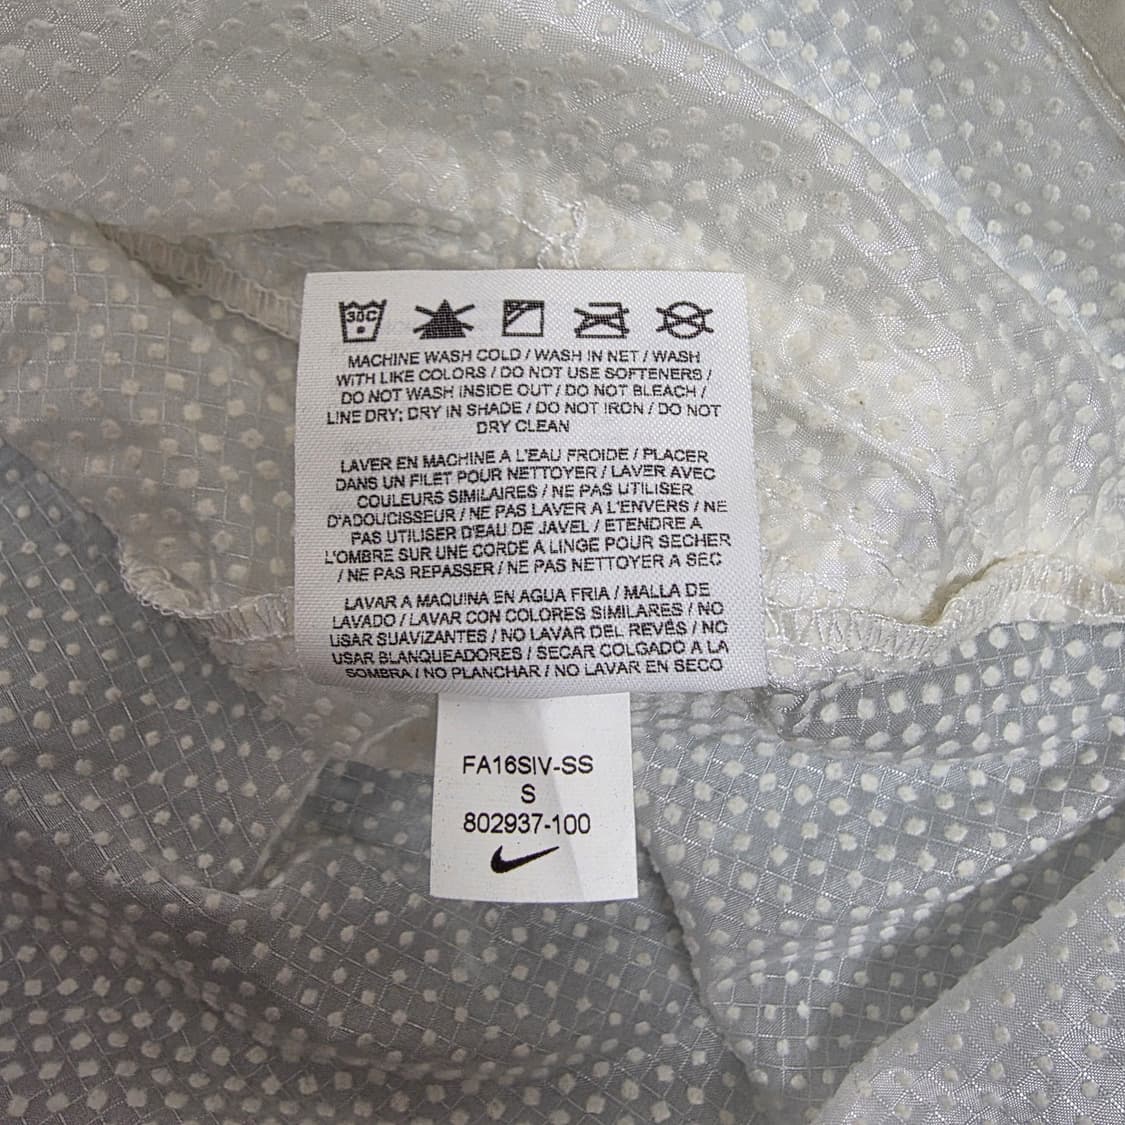 30C
MACHINE WASH COLD / WASH IN NET / WASH
WITH LIKE COLORS / DO NOT USE SOFTENERS /
DO NOT WASH INSIDE OUT / DO NOT BLEACH /
LINE DRY; DRY IN SHADE / DO NOT IRON / DO NOT
DRY CLEAN
LAVER EN MACHINE A L'EAU FROIDE / PLACER
DANS UN FILET POUR NETTOYER / LAVER AVEC
COULEURS SIMILAIRES / NE PAS UTILISER
D'ADOUCISSEUR / NE PAS LAVER A L'ENVERS / NE
PAS UTILISER D'EAU DE JAVEL / ETENDRE A
L'OMBRE SUR UNE CORDE A LINGE POUR SECHER
/ NE PAS REPASSER / NE PAS NETTOYER A SEC
LAVAR A MAQUINA EN AGUA FRIA / MALLA DE
LAVADO / LAVAR CON COLORES SIMILARES / NO
USAR SUAVIZANTES / NO LAVAR DEL REVÉS / NO
USAR BLANQUEADORES / SECAR COLGADO A LA
SOMBRA / NO PLANCHAR / NO LAVAR EN SECO
FA16SIV-SS
S
802937-100